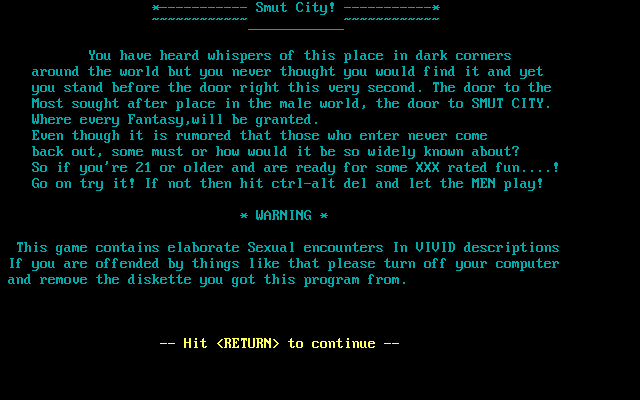 *----------- Smut City! -----------*
~~~~~~~~~~~~ ~~~~~~~~~~~~
____________
You have heard whispers of this place in dark corners
around the world but you never thought you would find it and yet
you stand before the door right this very second. The door to the
Most sought after place in the male world, the door to SMUT CITY.
Where every Fantasy,will be granted.
Even though it is rumored that those who enter never come
back out, some must or how would it be so widely known about?
So if you're 21 or older and are ready for some XXX rated fun....!
Go on try it! If not then hit ctrl-alt del and let the MEN play!
* WARNING *
This game contains elaborate Sexual encounters In VIVID descriptions
If you are offended by things like that please turn off your computer
and remove the diskette you got this program from.
-- Hit <RETURN> to continue --